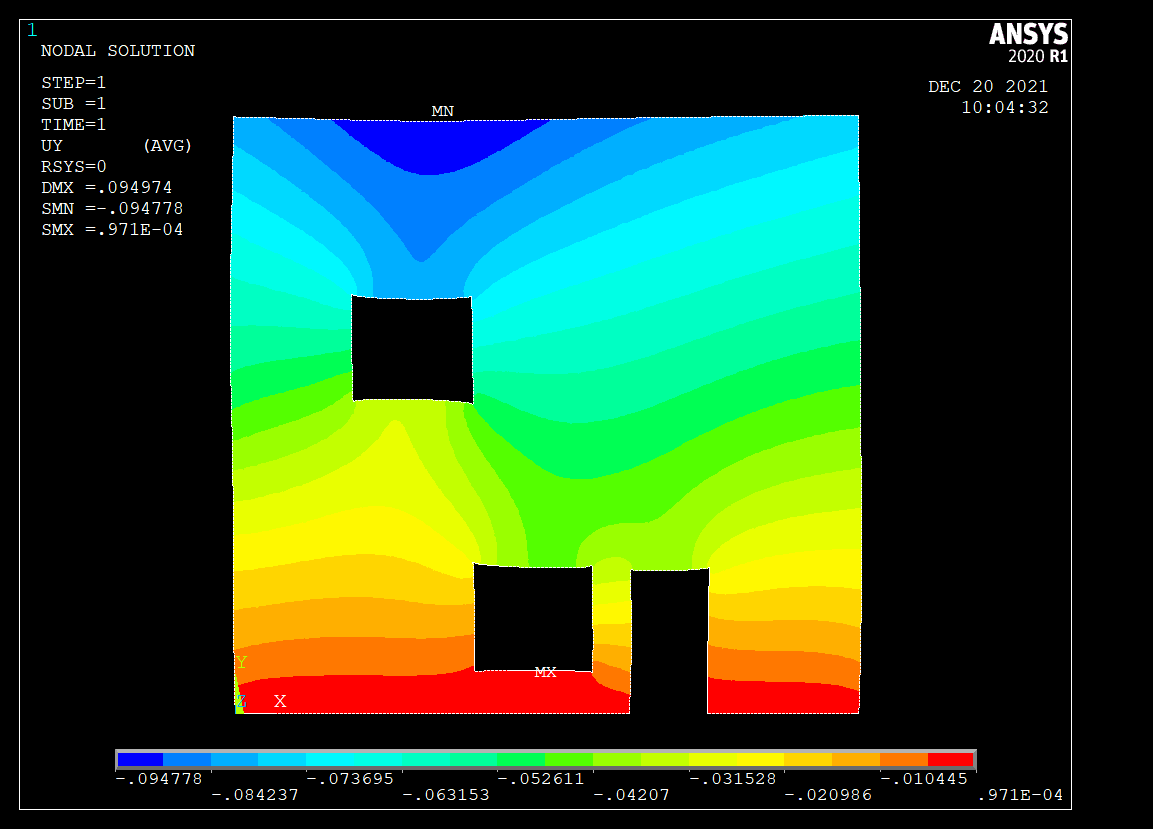 1
NODAL SOLUTION
STEP=1
SUB =1
TIME=1
UY (AVG)
RSYS=0
DMX =.094974
SMN =-.094778
SMX =.971E-04
ANSYS
2020 R1
DEC 20 2021
10:04:32
MN
MX
Y
Z X
-.094778 -.073695 -.052611 -.031528 -.010445
-.084237 -.063153 -.04207 -.020986 .971E-04